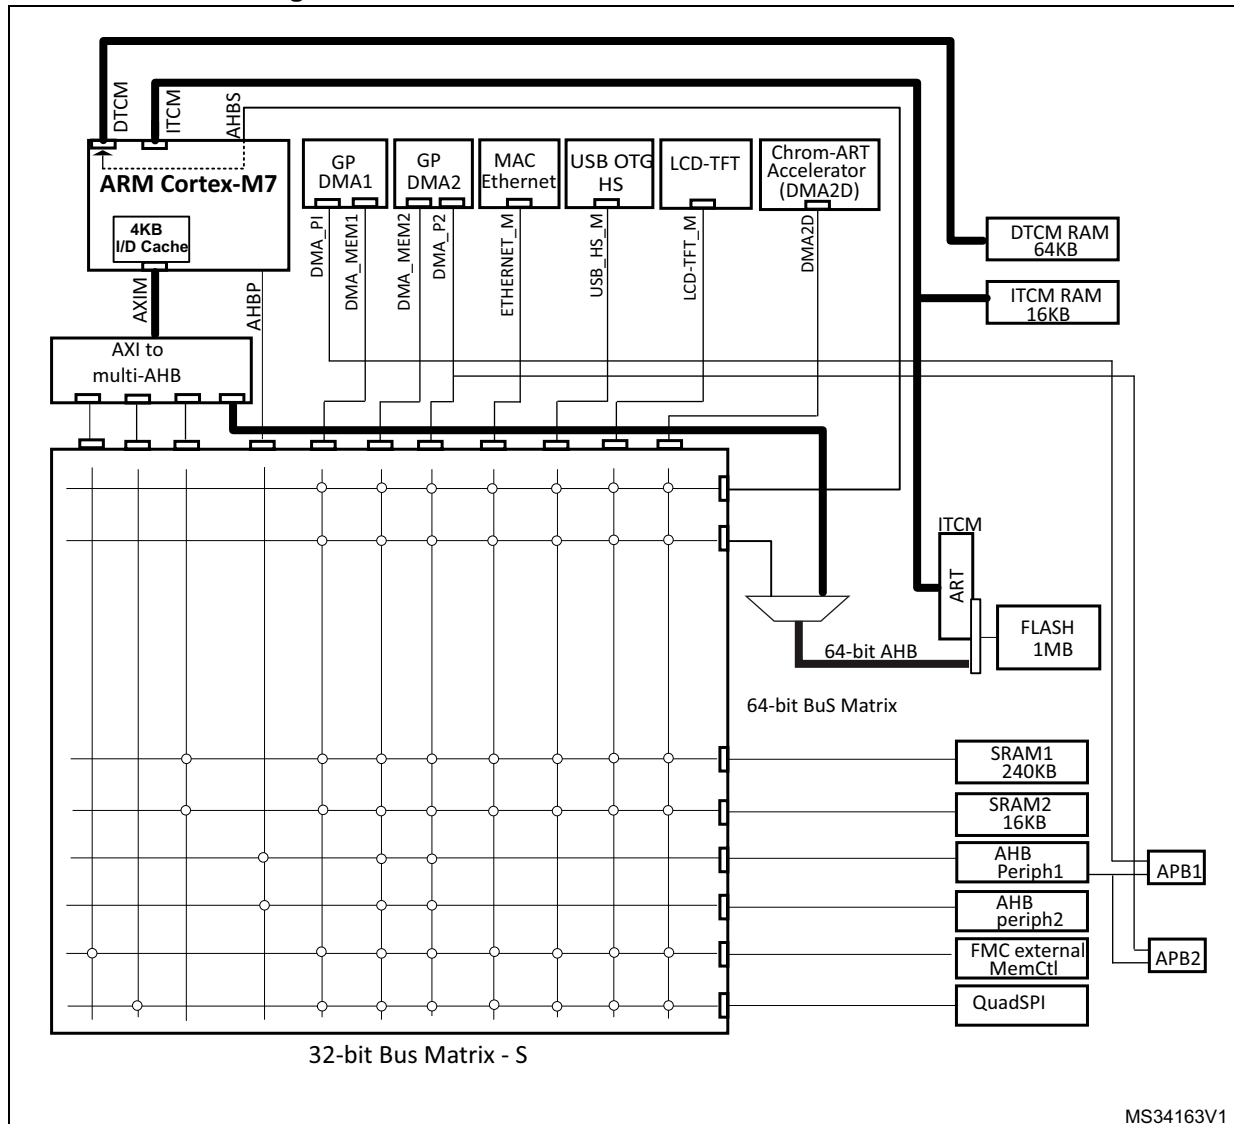 DTCM
ITCM
AHBS
ARM Cortex-M7
4KB
I/D Cache
GP
DMA1
GP
DMA2
MAC
Ethernet
USB OTG
HS
LCD-TFT
Chrom-ART
Accelerator
(DMA2D)
DTCM RAM
64KB
ITCM RAM
16KB
AXIM
AHBP
DMA_PI
DMA_MEM1
DMA_MEM2
DMA_P2
ETHERNET_M
USB_HS_M
LCD-TFT_M
DMA2D
AXI to
multi-AHB
ITCM
ART
FLASH
1MB
64-bit AHB
64-bit BuS Matrix
SRAM1
240KB
SRAM2
16KB
AHB
Periph1
APB1
AHB
periph2
FMC external
MemCtl
APB2
QuadSPI
32-bit Bus Matrix - S
MS34163V1